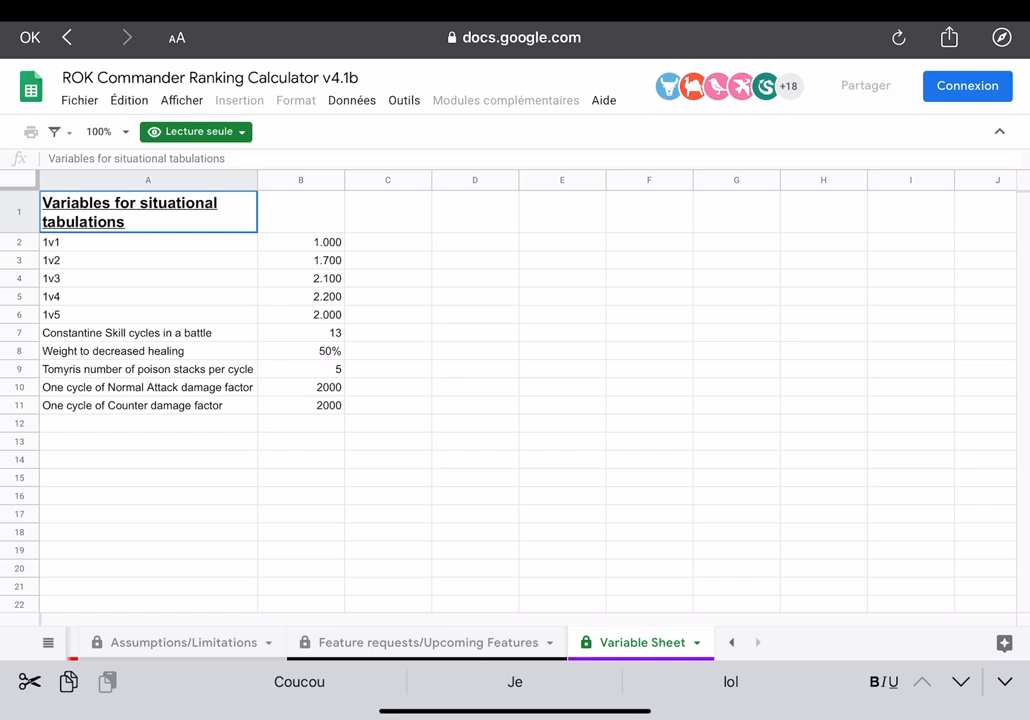 OK AA docs.google.com
ROK Commander Ranking Calculator v4.1b
+18 Partager Connexion
Fichier Édition Afficher Insertion Format Données Outils Modules complémentaires Aide
100% Lecture seule
fx Variables for situational tabulations
A B C D E F G H I J
1 Variables for situational
tabulations
2 1v1 1.000
3 1v2 1.700
4 1v3 2.100
5 1v4 2.200
6 1v5 2.000
7 Constantine Skill cycles in a battle 13
8 Weight to decreased healing 50%
9 Tomyris number of poison stacks per cycle 5
10 One cycle of Normal Attack damage factor 2000
11 One cycle of Counter damage factor 2000
12
13
14
15
16
17
18
19
20
21
22
Assumptions/Limitations Feature requests/Upcoming Features Variable Sheet
Coucou Je lol BIU